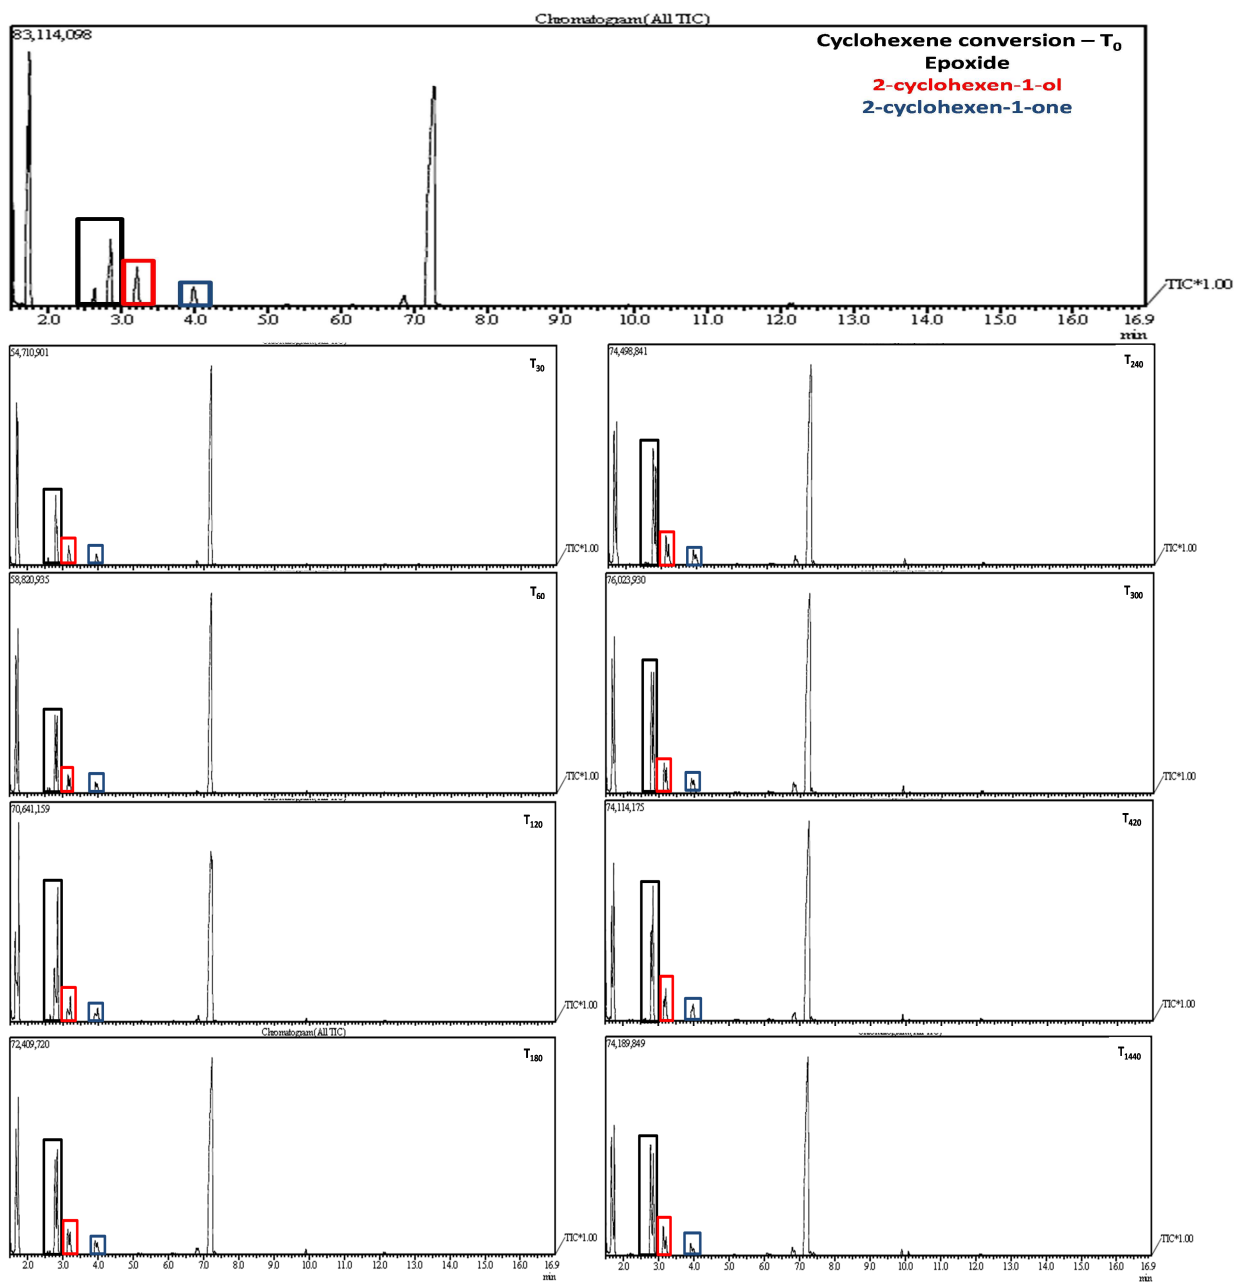 Chromatogram(All TIC)
83,114,098
Cyclohexene conversion – T0
Epoxide
2-cyclohexen-1-ol
2-cyclohexen-1-one
TIC*1.00
2.0 3.0 4.0 5.0 6.0 7.0 8.0 9.0 10.0 11.0 12.0 13.0 14.0 15.0 16.0 16.9
min
54,710,901
T30
TIC*1.00
74,498,841
T240
TIC*1.00
58,820,935
T60
TIC*1.00
76,023,930
T300
TIC*1.00
70,641,159
T120
TIC*1.00
74,114,175
T420
TIC*1.00
Chromatogram(All TIC)
72,409,720
T180
TIC*1.00
2.0 3.0 4.0 5.0 6.0 7.0 8.0 9.0 10.0 11.0 12.0 13.0 14.0 15.0 16.9
min
74,189,849
T1440
TIC*1.00
2.0 3.0 4.0 5.0 6.0 7.0 8.0 9.0 10.0 11.0 12.0 13.0 14.0 15.0 16.9
min